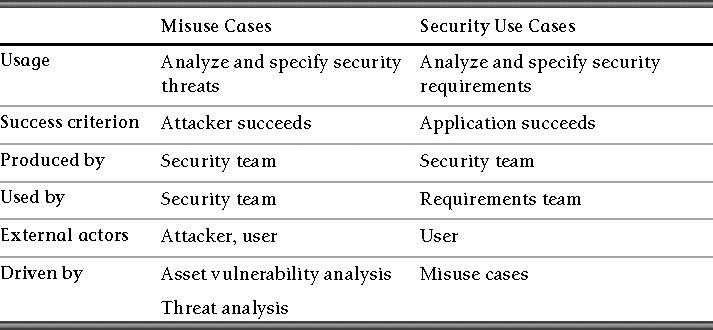 Misuse Cases Security Use Cases
Usage Analyze and specify security Analyze and specify security
threats requirements
Success criterion Attacker succeeds Application succeeds
Produced by Security team Security team
Used by Security team Requirements team
External actors Attacker, user User
Driven by Asset vulnerability analysis Misuse cases
Threat analysis